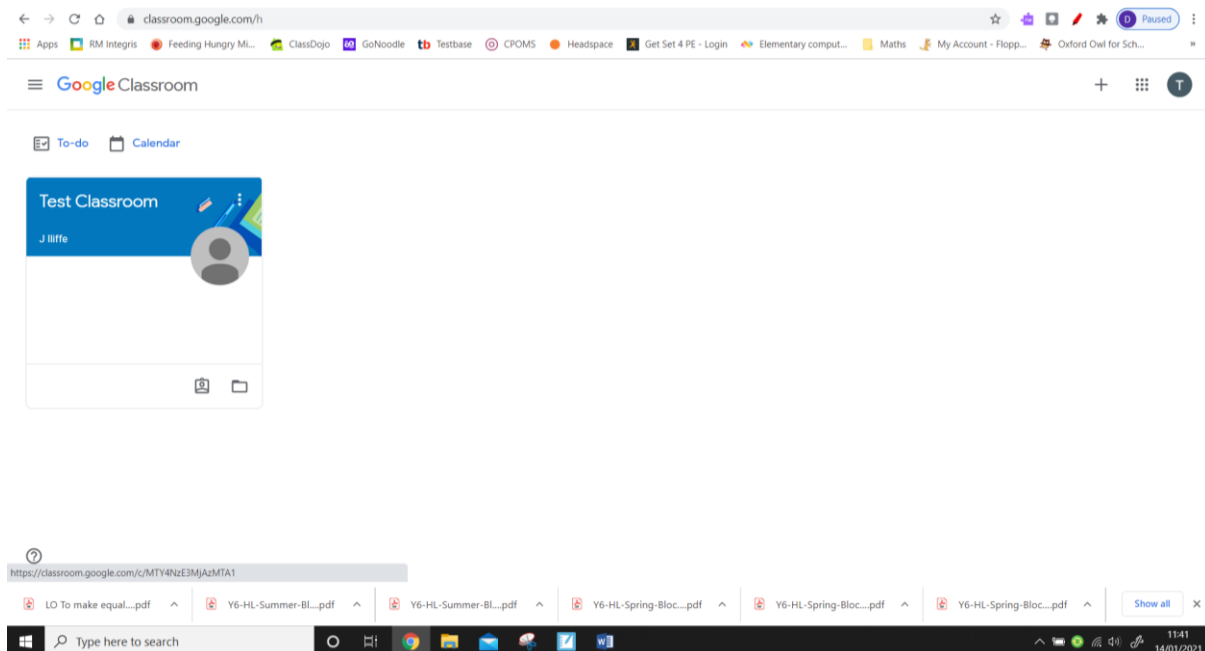 classroom.google.com/h
D Paused
Apps RM Integris Feeding Hungry Mi... ClassDojo GO GoNoodle tb Testbase CPOMS Headspace Get Set 4 PE - Login Elementary comput... Maths My Account - Flopp... Oxford Owl for Sch... »
Google Classroom
T
To-do Calendar
Test Classroom
J Iliffe
https://classroom.google.com/c/MTY4NzE3MjAzMTA1
LO To make equal....pdf Y6-HL-Summer-Bl....pdf Y6-HL-Summer-Bl....pdf Y6-HL-Spring-Bloc....pdf Y6-HL-Spring-Bloc....pdf Y6-HL-Spring-Bloc....pdf Show all
Type here to search
11:41
14/01/2021